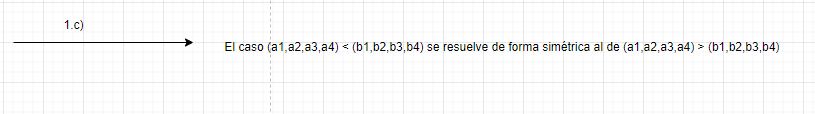 1.c)
El caso (a1,a2,a3,a4) < (b1,b2,b3,b4) se resuelve de forma simétrica al de (a1,a2,a3,a4) > (b1,b2,b3,b4)